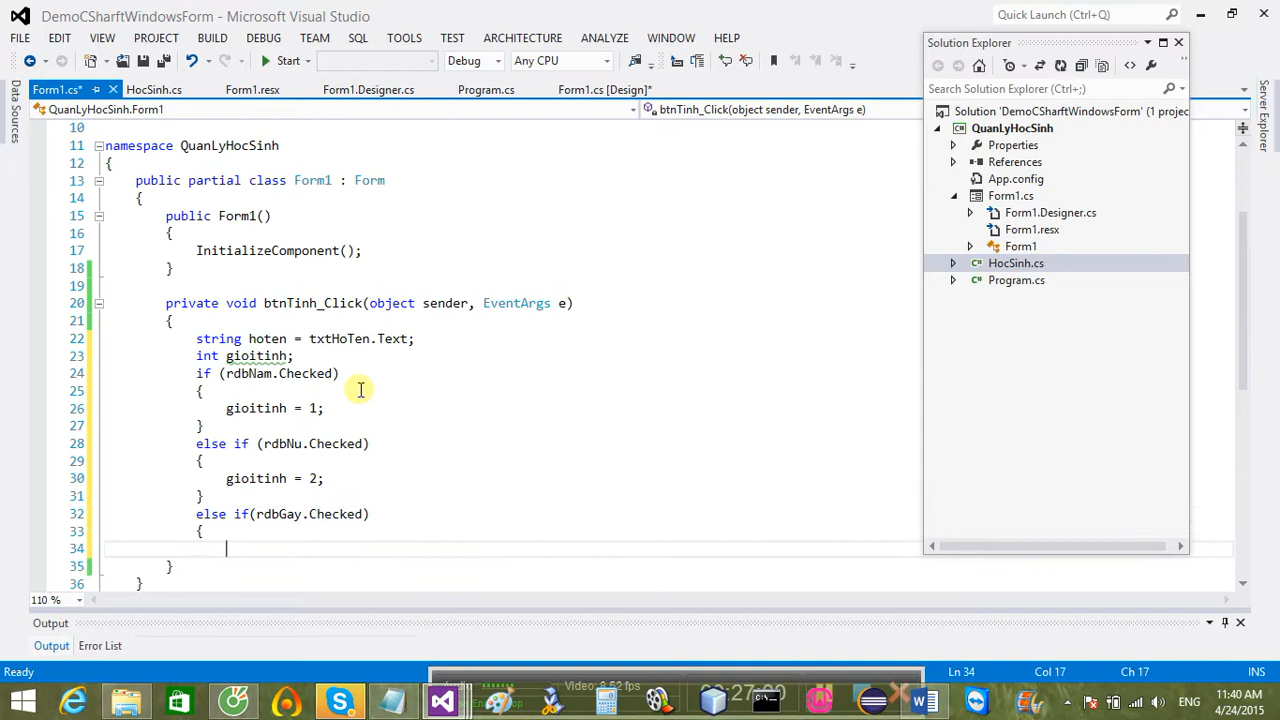 DemoCSharftWindowsForm - Microsoft Visual Studio
Quick Launch (Ctrl+Q)
FILE EDIT VIEW PROJECT BUILD DEBUG TEAM SQL TOOLS TEST ARCHITECTURE ANALYZE WINDOW HELP
Start Debug Any CPU
Form1.cs* HocSinh.cs Form1.resx Form1.Designer.cs Program.cs Form1.cs [Design]*
QuanLyHocSinh.Form1 btnTinh_Click(object sender, EventArgs e)
Data Sources
10
11 namespace QuanLyHocSinh
12 {
13 public partial class Form1 : Form
14 {
15 public Form1()
16 {
17 InitializeComponent();
18 }
19
20 private void btnTinh_Click(object sender, EventArgs e)
21 {
22 string hoten = txtHoTen.Text;
23 int gioitinh;
24 if (rdbNam.Checked)
25 {
26 gioitinh = 1;
27 }
28 else if (rdbNu.Checked)
29 {
30 gioitinh = 2;
31 }
32 else if(rdbGay.Checked)
33 {
34
35 }
36 }
110 %
Solution Explorer
Search Solution Explorer (Ctrl+;)
Solution 'DemoCSharftWindowsForm' (1 projec
QuanLyHocSinh
Properties
References
App.config
Form1.cs
Form1.Designer.cs
Form1.resx
Form1
HocSinh.cs
Program.cs
Server Explorer
Output
Output Error List
Ready Ln 34 Col 17 Ch 17 INS
Video: 8.52 fps
11:40 AM
4/24/2015